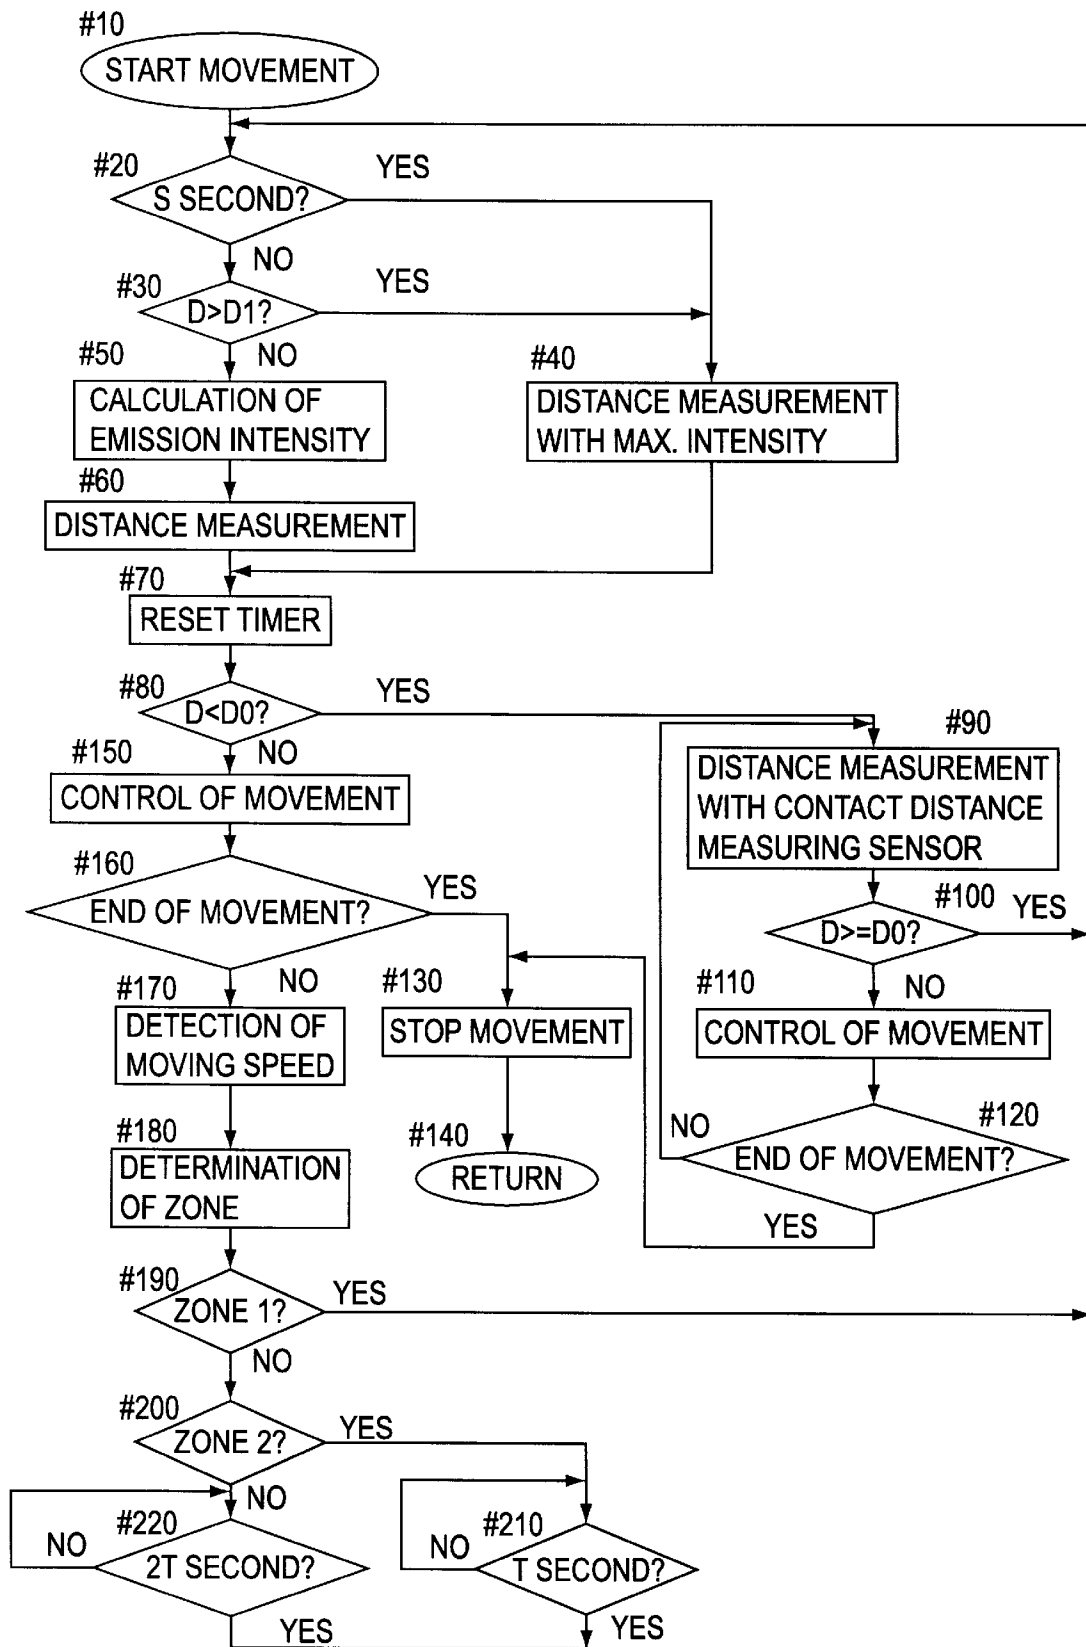 #10
START MOVEMENT
#20
S SECOND?
YES
NO
#30
D>D1?
YES
NO
#50
CALCULATION OF
EMISSION INTENSITY
#40
DISTANCE MEASUREMENT
WITH MAX. INTENSITY
#60
DISTANCE MEASUREMENT
#70
RESET TIMER
#80
D<D0?
YES
NO
#90
DISTANCE MEASUREMENT
WITH CONTACT DISTANCE
MEASURING SENSOR
#150
CONTROL OF MOVEMENT
#160
END OF MOVEMENT?
YES
NO
#100
D>=D0?
YES
NO
#110
CONTROL OF MOVEMENT
#120
END OF MOVEMENT?
NO
YES
#130
STOP MOVEMENT
#140
RETURN
#170
DETECTION OF
MOVING SPEED
#180
DETERMINATION
OF ZONE
#190
ZONE 1?
YES
NO
#200
ZONE 2?
YES
NO
#220
2T SECOND?
NO
YES
#210
T SECOND?
NO
YES